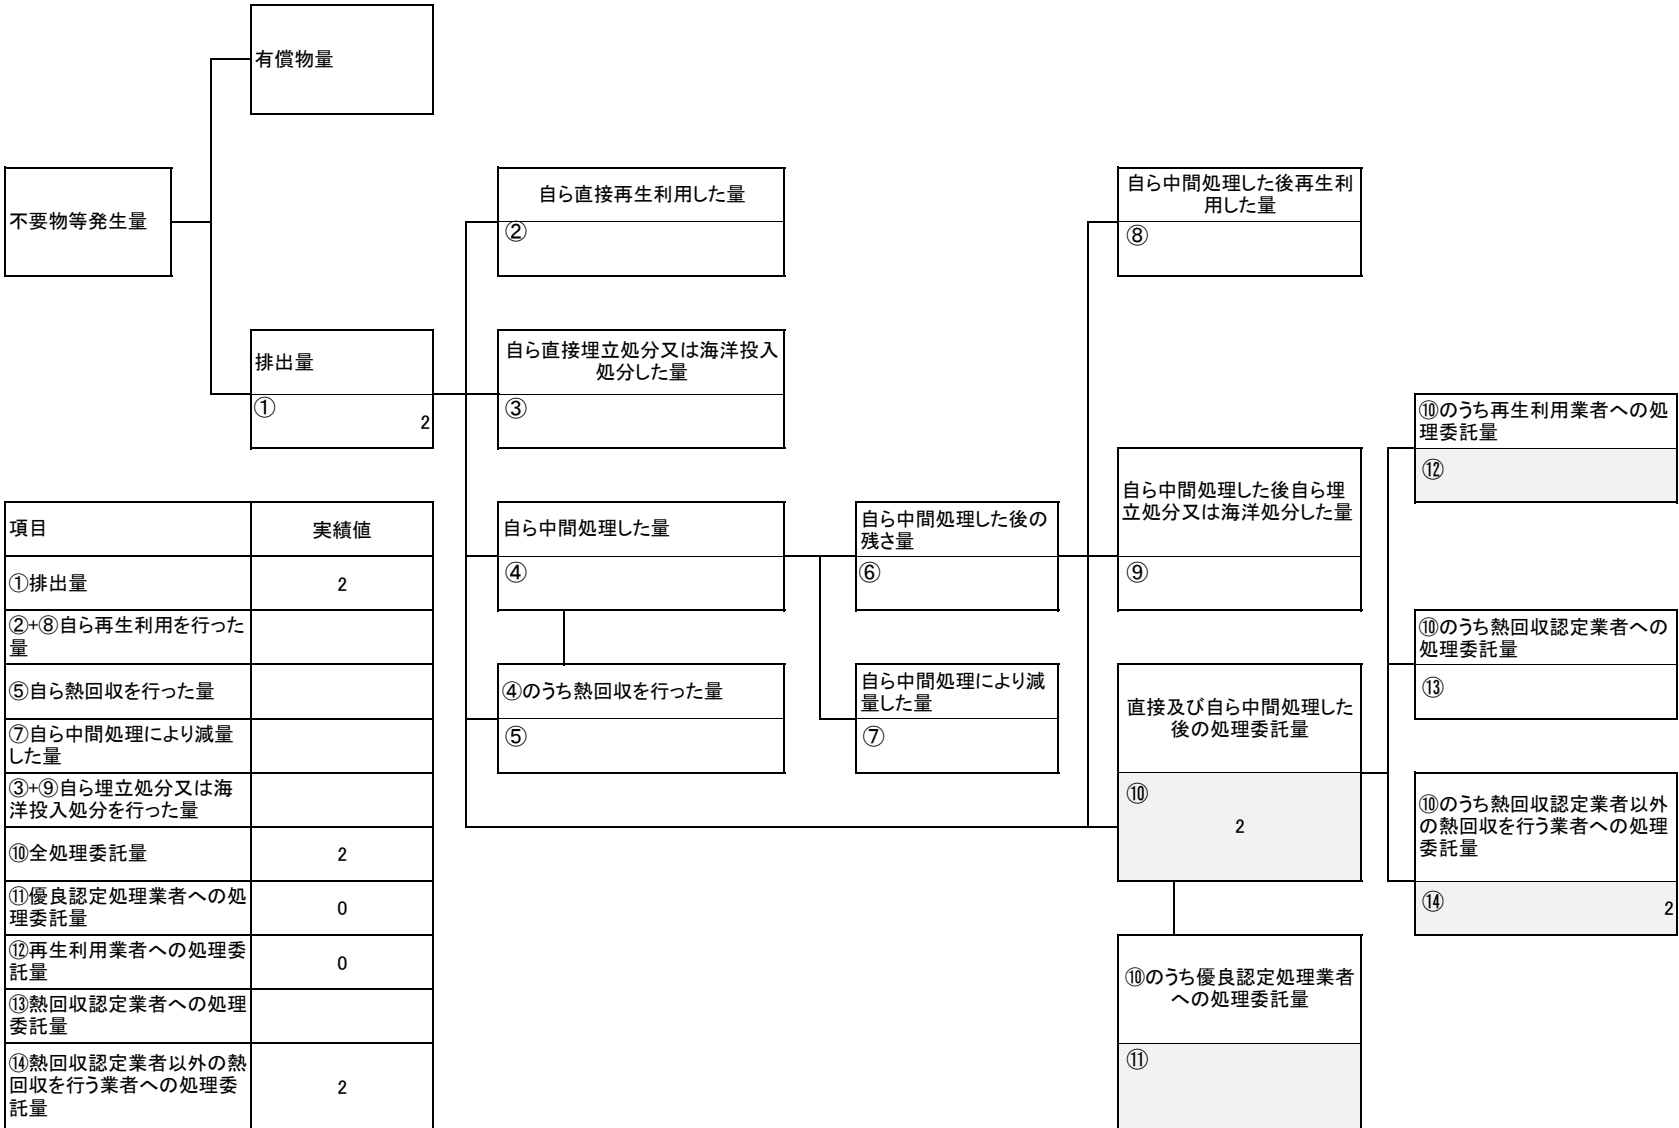 有償物量
不要物等発生量
自ら直接再生利用した量
②
自ら中間処理した後再生利
用した量
⑧
排出量
①
2
自ら直接埋立処分又は海洋投入
処分した量
③
⑩のうち再生利用業者への処
理委託量
⑫
自ら中間処理した量
④
自ら中間処理した後の
残さ量
⑥
自ら中間処理した後自ら埋
立処分又は海洋処分した量
⑨
④のうち熱回収を行った量
⑤
自ら中間処理により減
量した量
⑦
直接及び自ら中間処理した
後の処理委託量
⑩
2
⑩のうち熱回収認定業者への
処理委託量
⑬
⑩のうち熱回収認定業者以外
の熱回収を行う業者への処理
委託量
⑭
2
⑩のうち優良認定処理業者
への処理委託量
⑪
項目
実績値
①排出量
2
②+⑧自ら再生利用を行った
量
⑤自ら熱回収を行った量
⑦自ら中間処理により減量
した量
③+⑨自ら埋立処分又は海
洋投入処分を行った量
⑩全処理委託量
2
⑪優良認定処理業者への処
理委託量
0
⑫再生利用業者への処理委
託量
0
⑬熱回収認定業者への処理
委託量
⑭熱回収認定業者以外の熱
回収を行う業者への処理委
託量
2